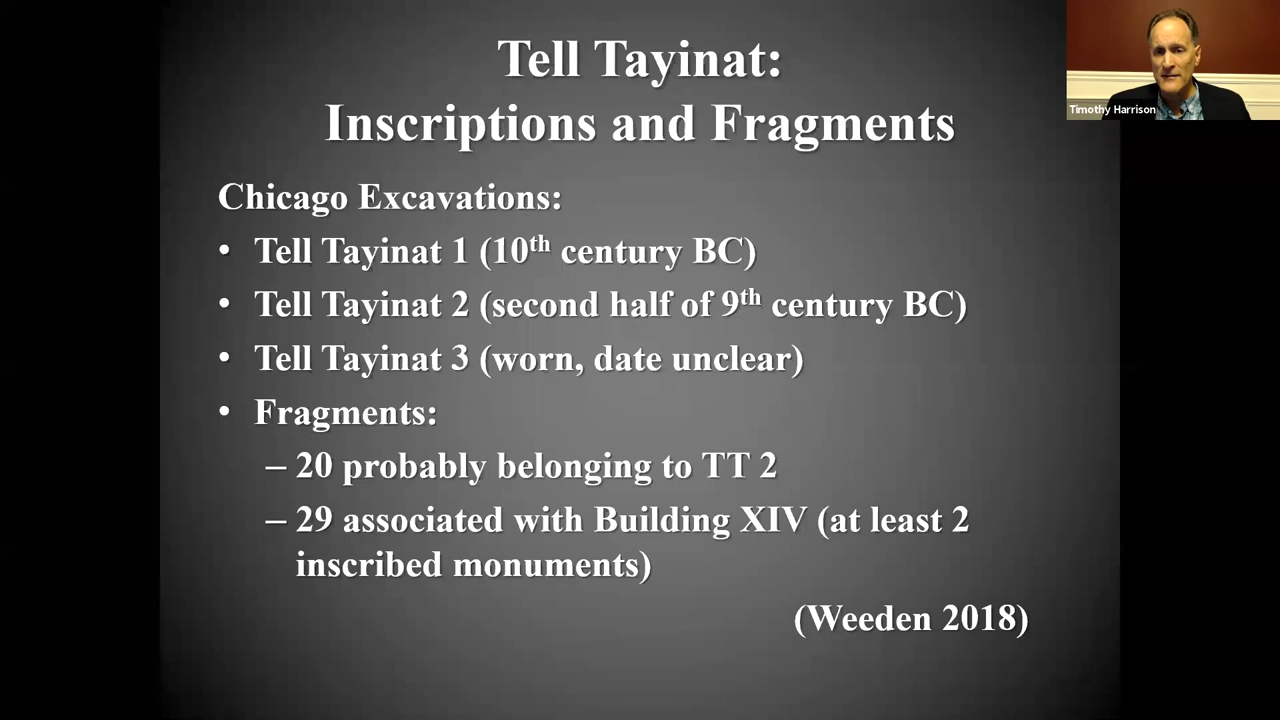 Tell Tayinat:
Inscriptions and Fragments
Timothy Harrison
Chicago Excavations:
• Tell Tayinat 1 (10th century BC)
• Tell Tayinat 2 (second half of 9th century BC)
• Tell Tayinat 3 (worn, date unclear)
• Fragments:
– 20 probably belonging to TT 2
– 29 associated with Building XIV (at least 2
inscribed monuments)
(Weeden 2018)